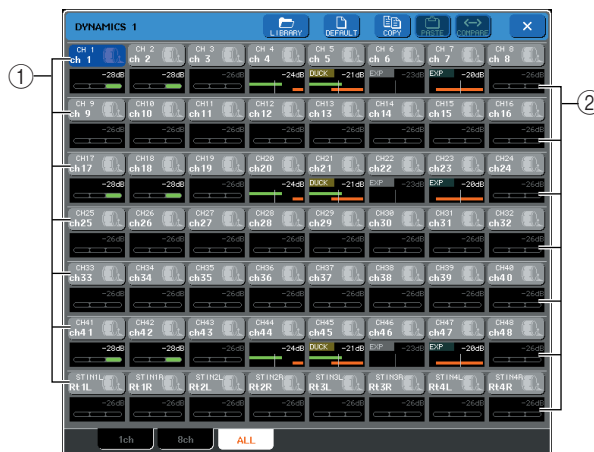 DYNAMICS 1 LIBRARY DEFAULT COPY PASTE COMPARE
CH 1 CH 2 CH 3 CH 4 CH 5 CH 6 CH 7 CH 8
ch 1 ch 2 ch 3 ch 4 ch 5 ch 6 ch 7 ch 8
① -28dB -28dB -26dB -24dB DUCK -21dB EXP -23dB EXP -20dB -26dB ②
CH 9 CH10 CH11 CH12 CH13 CH14 CH15 CH16
ch 9 ch10 ch11 ch12 ch13 ch14 ch15 ch16
-26dB -26dB -26dB -26dB -26dB -26dB -26dB -26dB
CH17 CH18 CH19 CH20 CH21 CH22 CH23 CH24
ch17 ch18 ch19 ch20 ch21 ch22 ch23 ch24
-28dB -28dB -26dB -24dB DUCK -21dB EXP -23dB EXP -20dB -26dB
CH25 CH26 CH27 CH28 CH29 CH30 CH31 CH32
ch25 ch26 ch27 ch28 ch29 ch30 ch31 ch32
-26dB -26dB -26dB -26dB -26dB -26dB -26dB -26dB
CH33 CH34 CH35 CH36 CH37 CH38 CH39 CH40
ch33 ch34 ch35 ch36 ch37 ch38 ch39 ch40
-26dB -26dB -26dB -26dB -26dB -26dB -26dB -26dB
CH41 CH42 CH43 CH44 CH45 CH46 CH47 CH48
ch41 ch42 ch43 ch44 ch45 ch46 ch47 ch48
-28dB -28dB -26dB -24dB DUCK -21dB EXP -23dB EXP -20dB -26dB
STIN1L STIN1R STIN2L STIN2R STIN3L STIN3R STIN4L STIN4R
Rt1L Rt1R Rt2L Rt2R Rt3L Rt3R Rt4L Rt4R
-26dB -26dB -26dB -26dB -26dB -26dB -26dB -26dB
1ch 8ch ALL